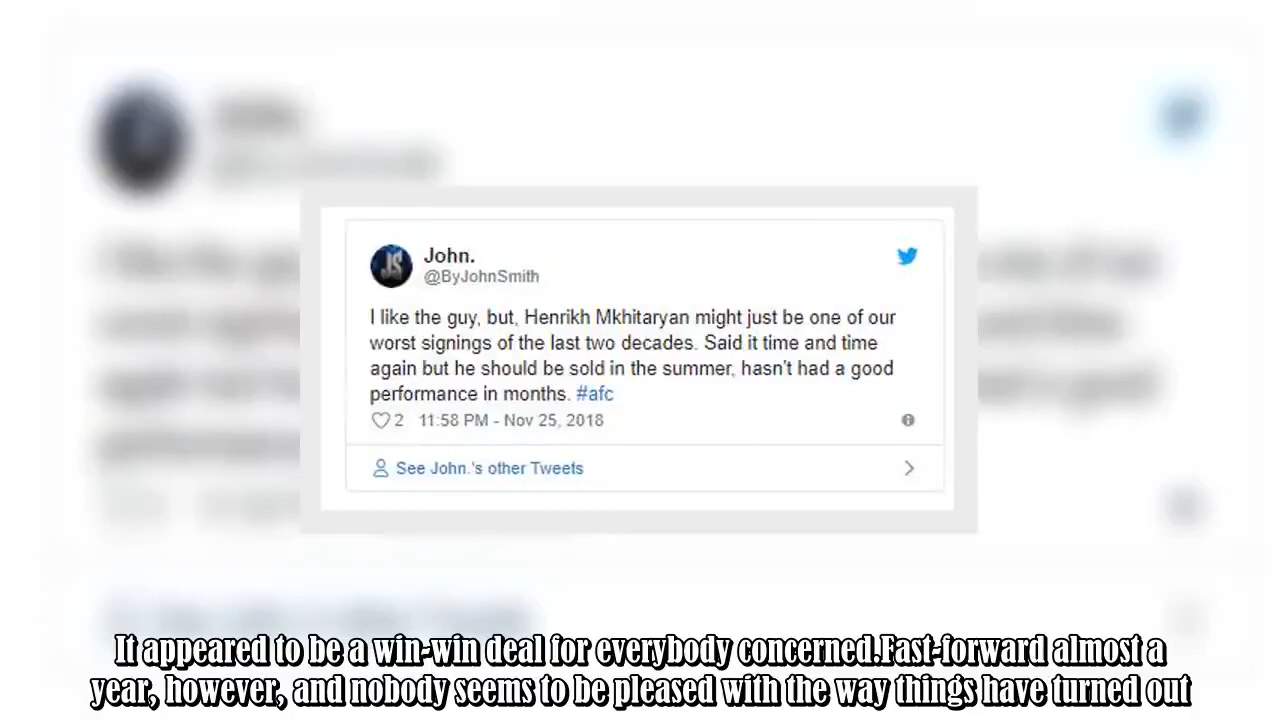 John.
@ByJohnSmith
I like the guy, but, Henrikh Mkhitaryan might just be one of our
worst signings of the last two decades. Said it time and time
again but he should be sold in the summer, hasn't had a good
performance in months. #afc
2 11:58 PM - Nov 25, 2018
See John.'s other Tweets
It appeared to be a win-win deal for everybody concerned.Fast-forward almost a
year, however, and nobody seems to be pleased with the way things have turned out